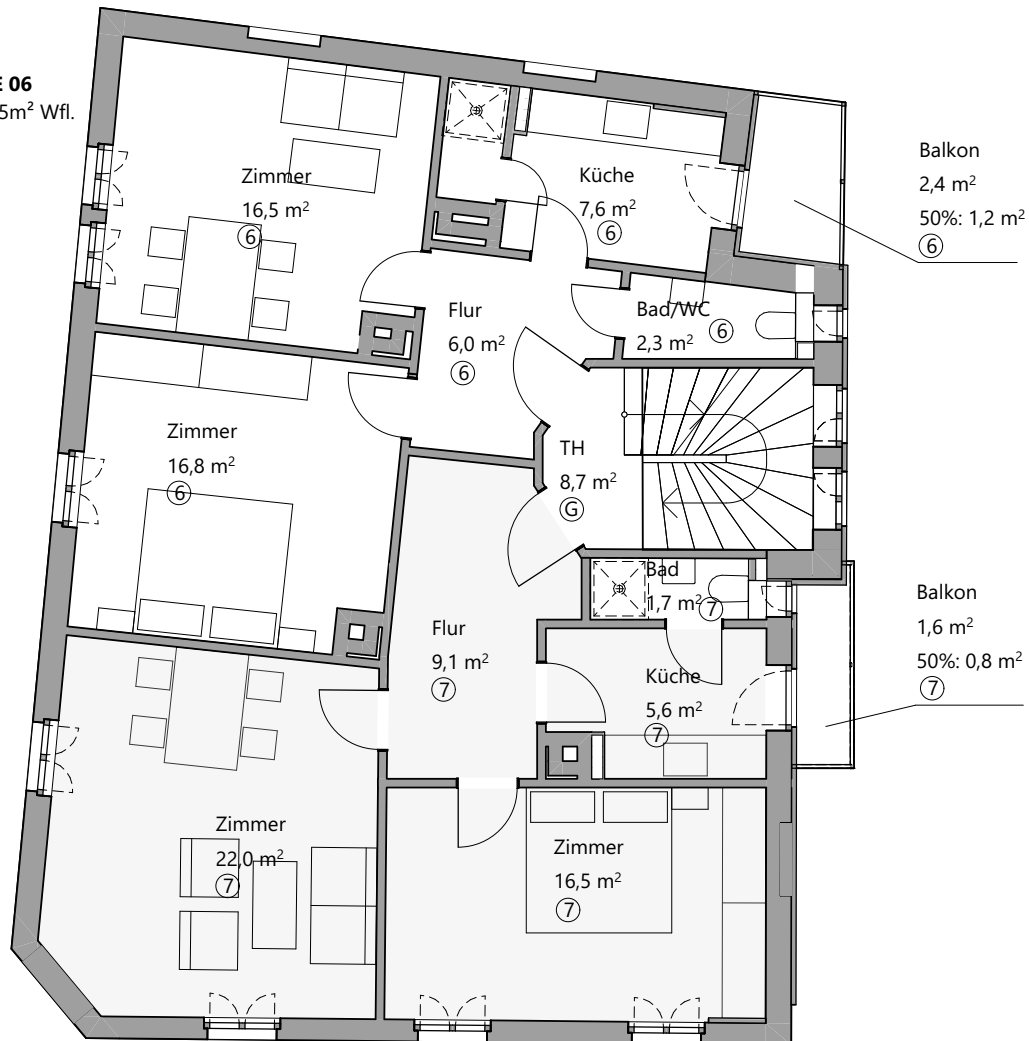 06
5m² Wfl.
Zimmer
16,5 m²
6
Küche
7,6 m²
6
Balkon
2,4 m²
50%: 1,2 m²
6
Flur
6,0 m²
6
Bad/WC
6
2,3 m²
Zimmer
16,8 m²
6
TH
8,7 m²
G
Bad
1,7 m²
7
Balkon
1,6 m²
50%: 0,8 m²
7
Flur
9,1 m²
7
Küche
5,6 m²
7
Zimmer
22,0 m²
7
Zimmer
16,5 m²
7